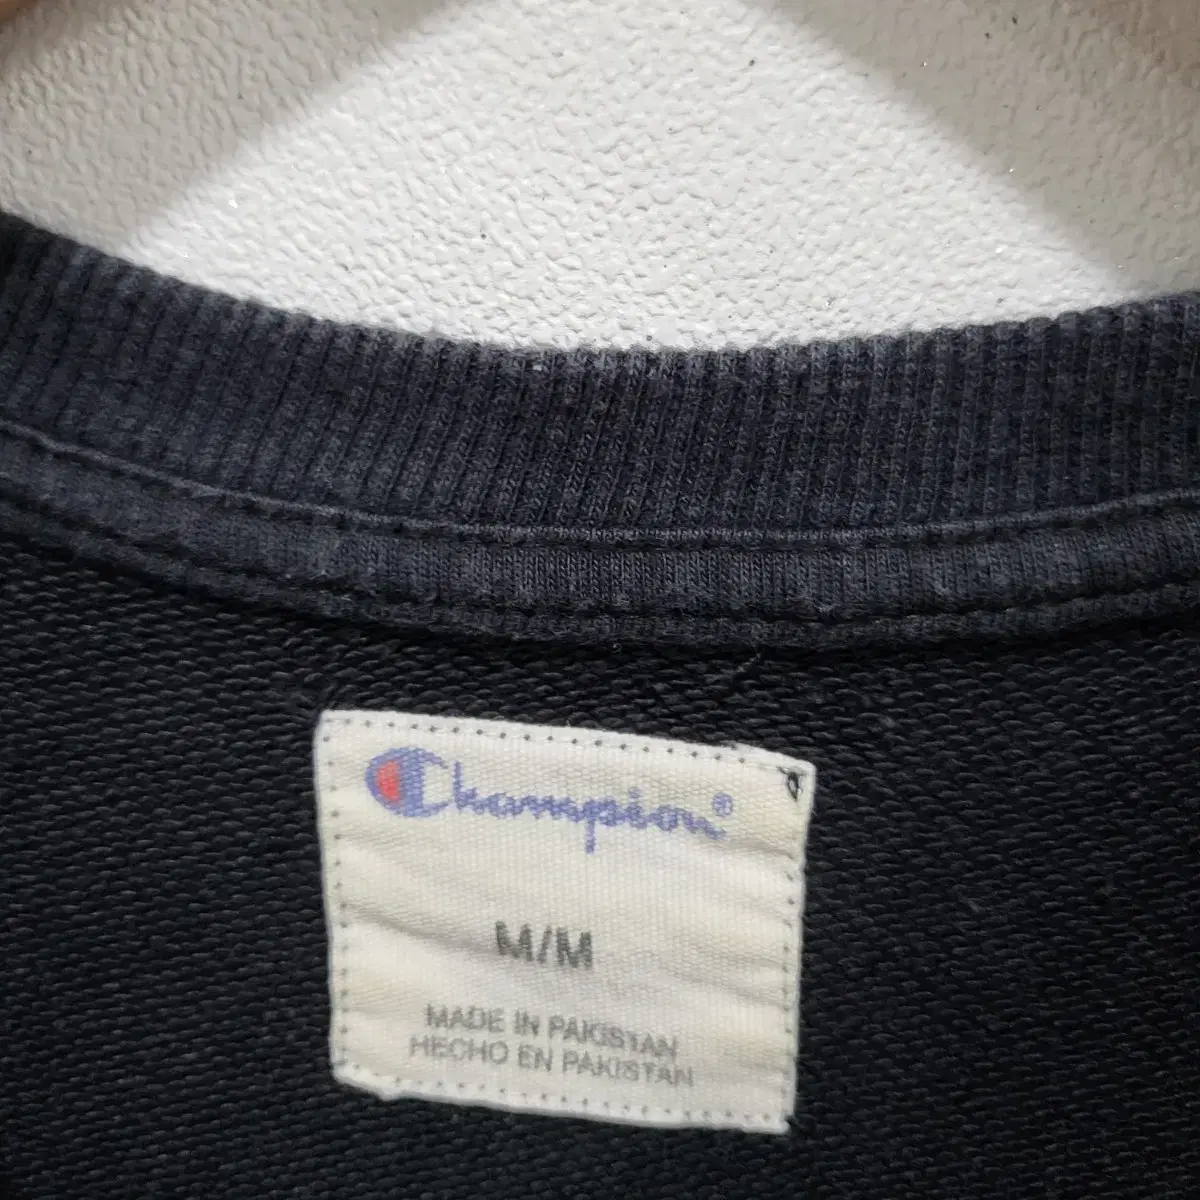 Champion®
M/M
MADE IN PAKISTAN
HECHO EN PAKISTAN